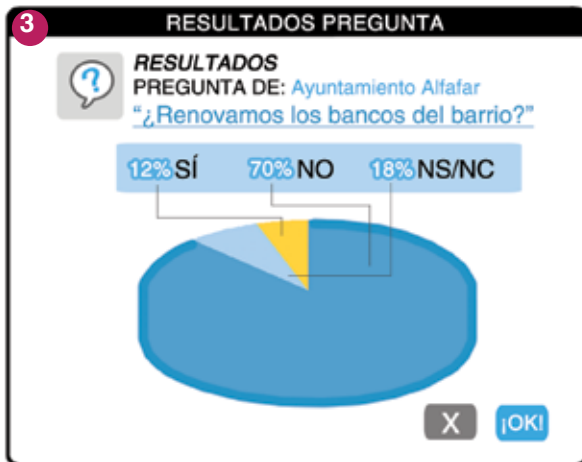 3
RESULTADOS PREGUNTA
?
RESULTADOS
PREGUNTA DE: Ayuntamiento Alfafar
“¿Renovamos los bancos del barrio?”
12% SÍ 70% NO 18% NS/NC
X ¡OK!